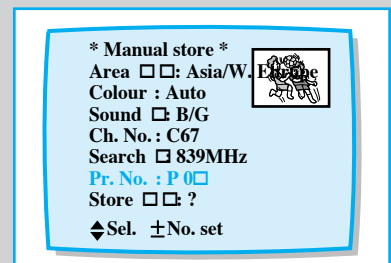 * Manual store *
Area □ □: Asia/W. Europe
Colour : Auto
Sound □: B/G
Ch. No. : C67
Search □ 839MHz
Pr. No. : P 0□
Store □ □: ?
◆Sel. ±No. set